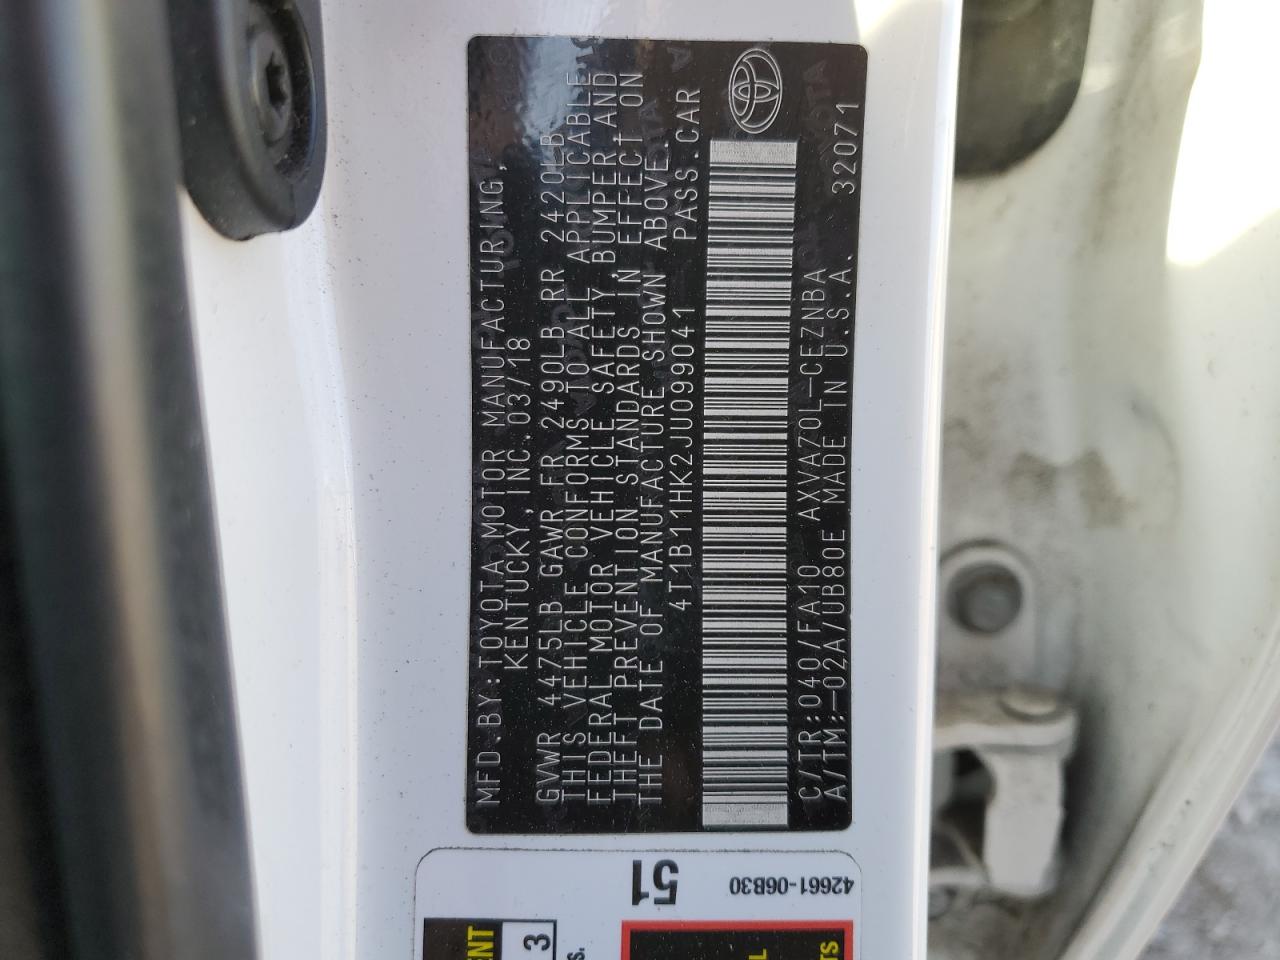 MFD.BY:TOYOTA MOTOR MANUFACTURING,
KENTUCKY,INC.03/18
GVWR 4475LB GAWR FR 2490LB RR 2420LB
THIS VEHICLE CONFORMS TO ALL APPLICABLE
FEDERAL MOTOR VEHICLE SAFETY,BUMPER AND
THEFT PREVENTION STANDARDS IN EFFECT ON
THE DATE OF MANUFACTURE SHOWN ABOVE.
4T1B11HK2JU099041 PASS.CAR
C/TR:040/FA10 AXVA70L-CEZNBA
A/TM:-02A/UB80E MADE IN U.S.A. 32071
51
42661-06B30
3